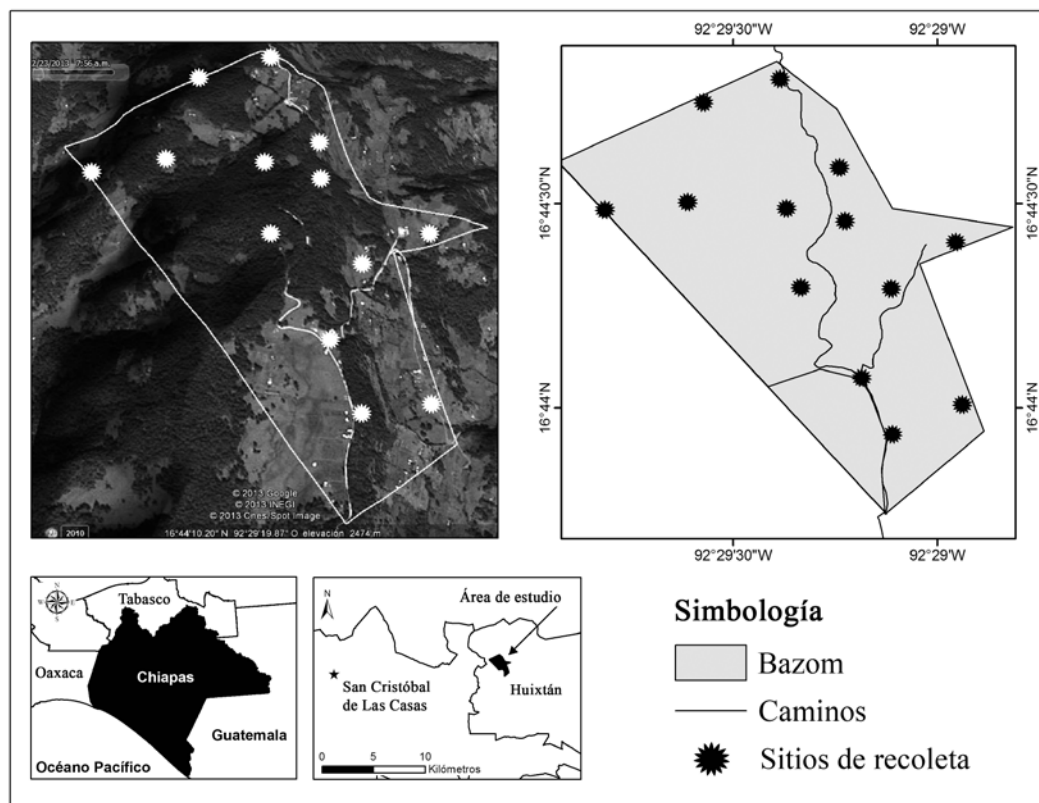 2/23/2013 7:56 a.m.
© 2013 Google
© 2013 INEGI
© 2013 Cnes/Spot Image
2010
16°44'10.20" N 92°29'19.87" O elevación 2474 m
92°29'30"W
92°29'W
16°44'30"N
16°44'N
16°44'30"N
16°44'N
92°29'30"W
92°29'W
N
W
E
S
Tabasco
Oaxaca
Chiapas
Guatemala
Océano Pacífico
N
Área de estudio
San Cristóbal
de Las Casas
Huixtán
0 5 10
Kilómetros
Simbología
Bazom
Caminos
Sitios de recoleta